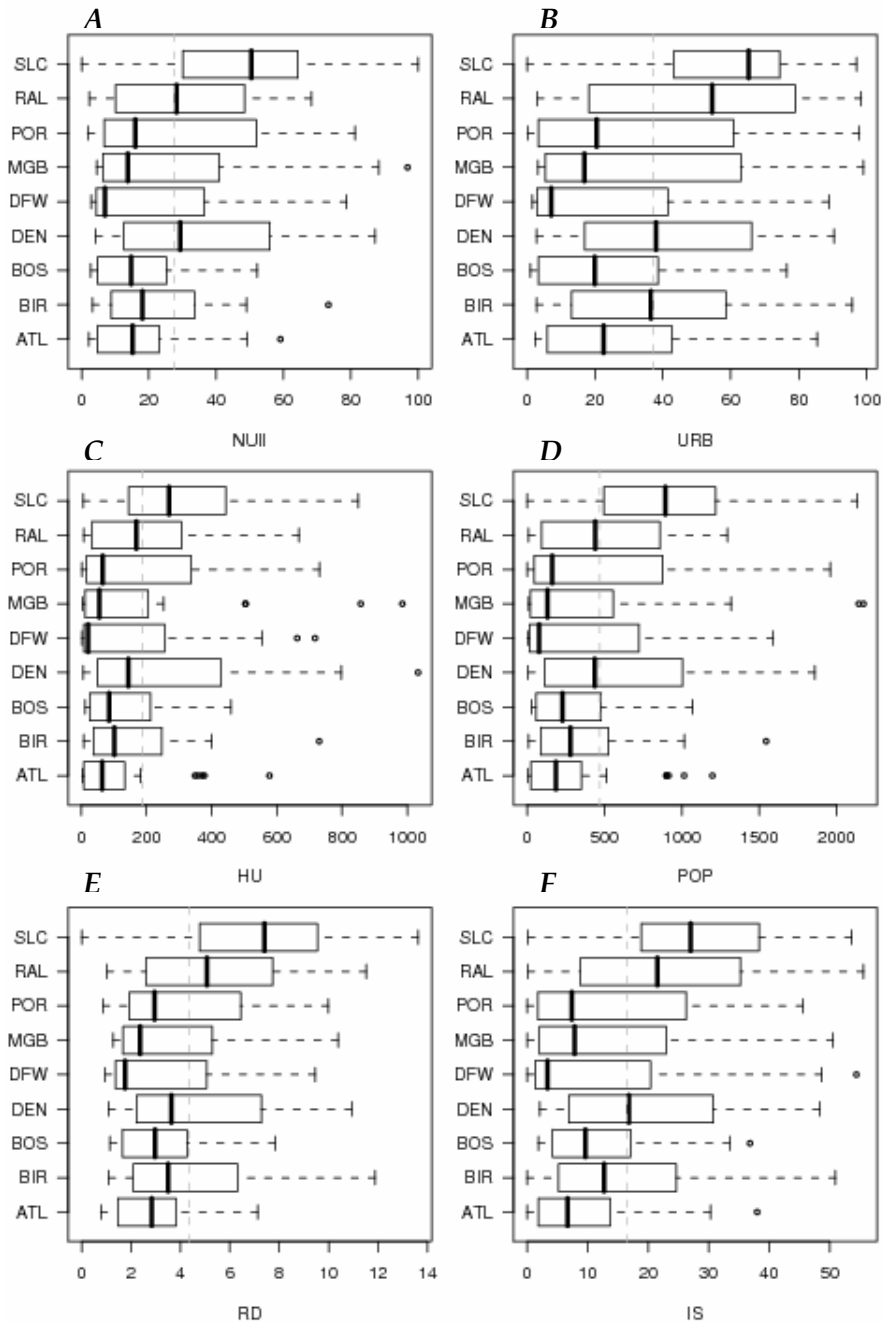 A B
SLC SLC
RAL RAL
POR POR
MGB MGB
DFW DFW
DEN DEN
BOS BOS
BIR BIR
ATL ATL
0 20 40 60 80 100 0 20 40 60 80 100
NUII URB
C D
SLC SLC
RAL RAL
POR POR
MGB MGB
DFW DFW
DEN DEN
BOS BOS
BIR BIR
ATL ATL
0 200 400 600 800 1000 0 500 1000 1500 2000
HU POP
E F
SLC SLC
RAL RAL
POR POR
MGB MGB
DFW DFW
DEN DEN
BOS BOS
BIR BIR
ATL ATL
0 2 4 6 8 10 12 14 0 10 20 30 40 50
RD IS